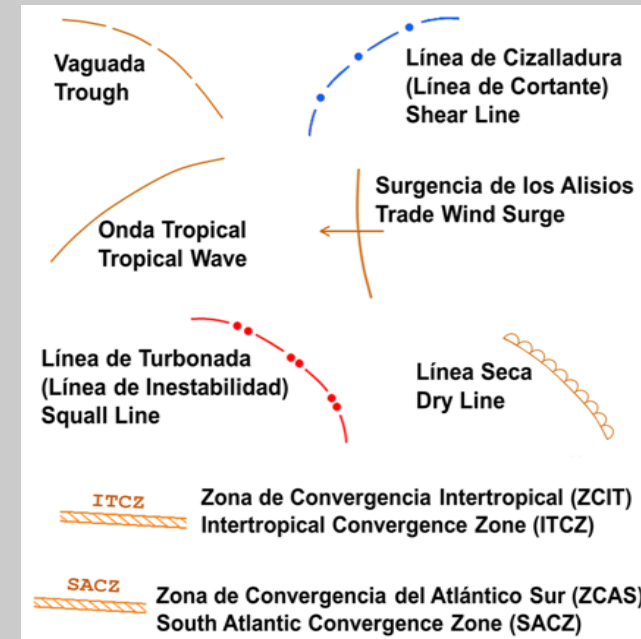 Vaguada
Trough
Línea de Cizalladura
(Línea de Cortante)
Shear Line
Surgencia de los Alisios
Trade Wind Surge
Onda Tropical
Tropical Wave
Línea de Turbonada
(Línea de Inestabilidad)
Squall Line
Línea Seca
Dry Line
ITCZ
Zona de Convergencia Intertropical (ZCIT)
Intertropical Convergence Zone (ITCZ)
SACZ
Zona de Convergencia del Atlántico Sur (ZCAS)
South Atlantic Convergence Zone (SACZ)